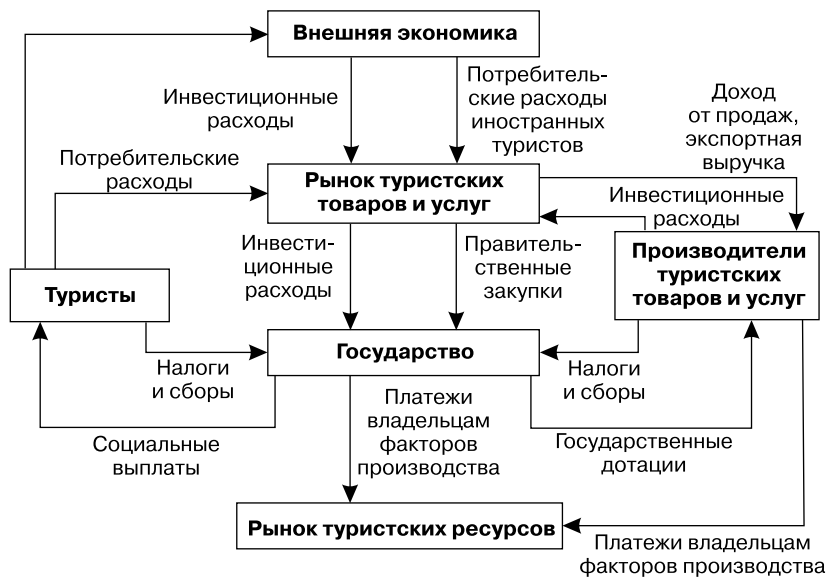 Внешняя экономика
Инвестиционные
расходы
Потребитель-
ские расходы
иностранных
туристов
Доход
от продаж,
экспортная
выручка
Потребительские
расходы
Рынок туристских
товаров и услуг
Инвестиционные
расходы
Инвести-
ционные
расходы
Правитель-
ственные
закупки
Производители
туристских
товаров и услуг
Туристы
Государство
Налоги
и сборы
Налоги
и сборы
Платежи
владельцам
факторов
производства
Социальные
выплаты
Государственные
дотации
Рынок туристских ресурсов
Платежи владельцам
факторов производства